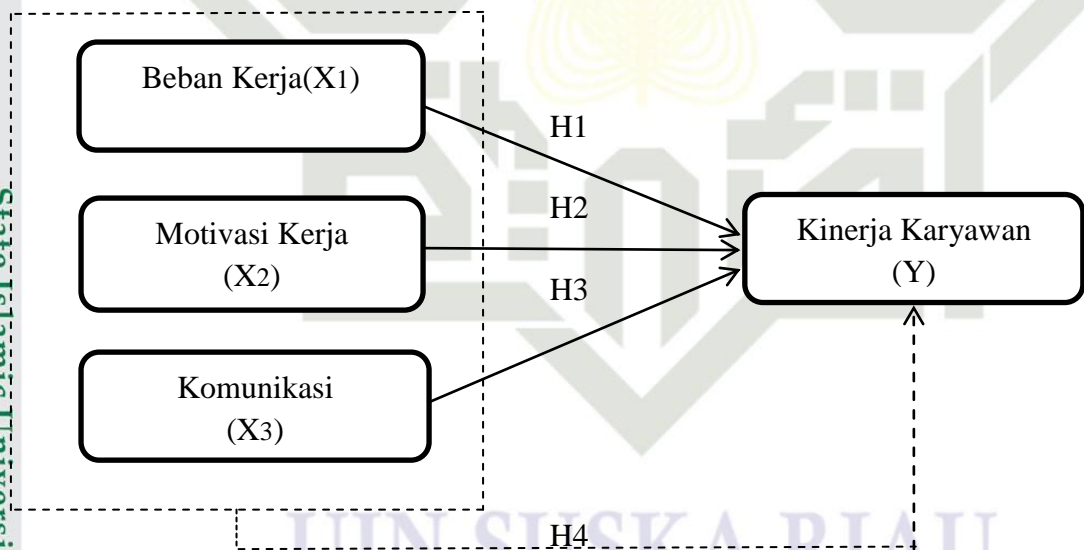 Beban Kerja(X1)
H1
H2
Motivasi Kerja
(X2)
Kinerja Karyawan
(Y)
H3
Komunikasi
(X3)
H4
UIN SUSKA RIAU